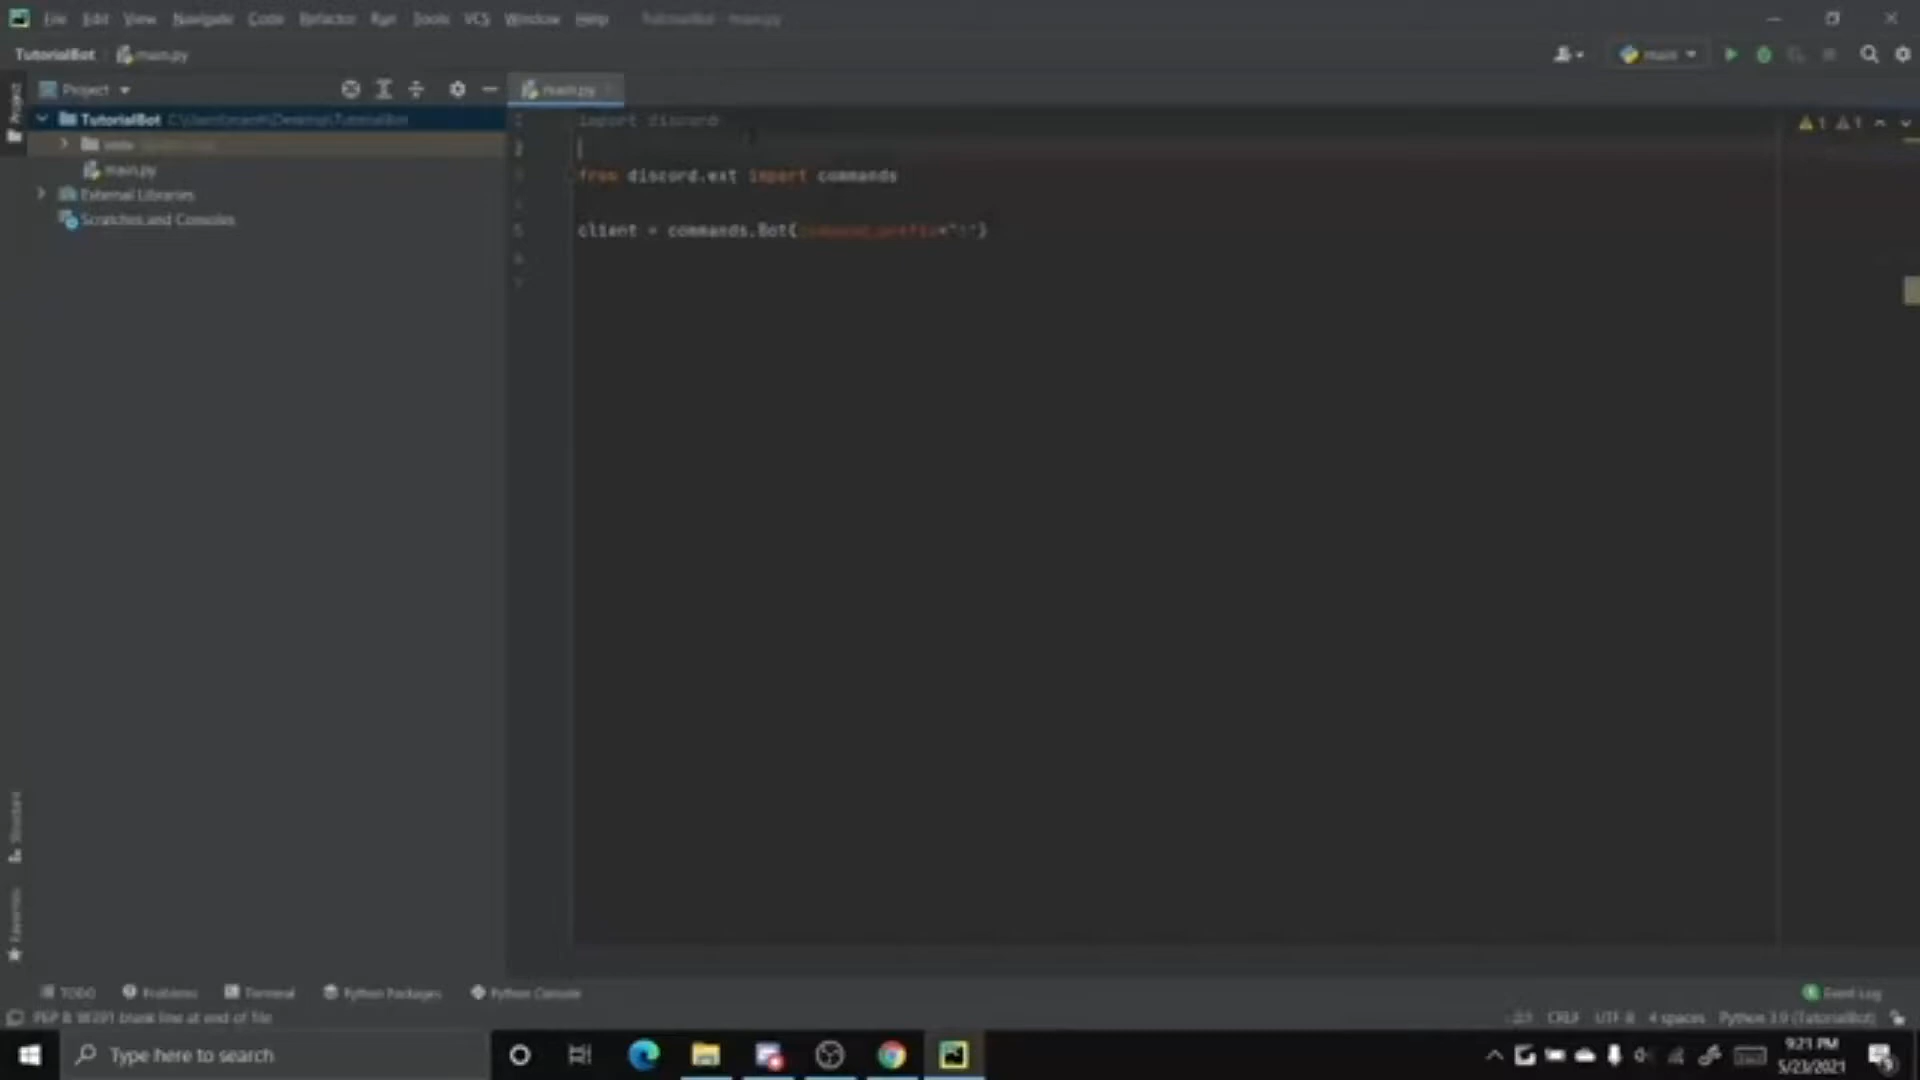 File Edit View Navigate Code Refactor Run Tools VCS Window Help TutorialBot - main.py
TutorialBot main.py
main
Project
main.py
TutorialBot
main.py
External Libraries
Scratches and Consoles
import discord
from discord.ext import commands
client = commands.Bot(command_prefix=
Project
Structure
Favorites
TODO Problems Terminal Python Packages Python Console
Event Log
PEP 8: W391 blank line at end of file
CRLF UTF-8 4 spaces Python 3.9 (TutorialBot)
Type here to search
9:21 PM
5/23/2021